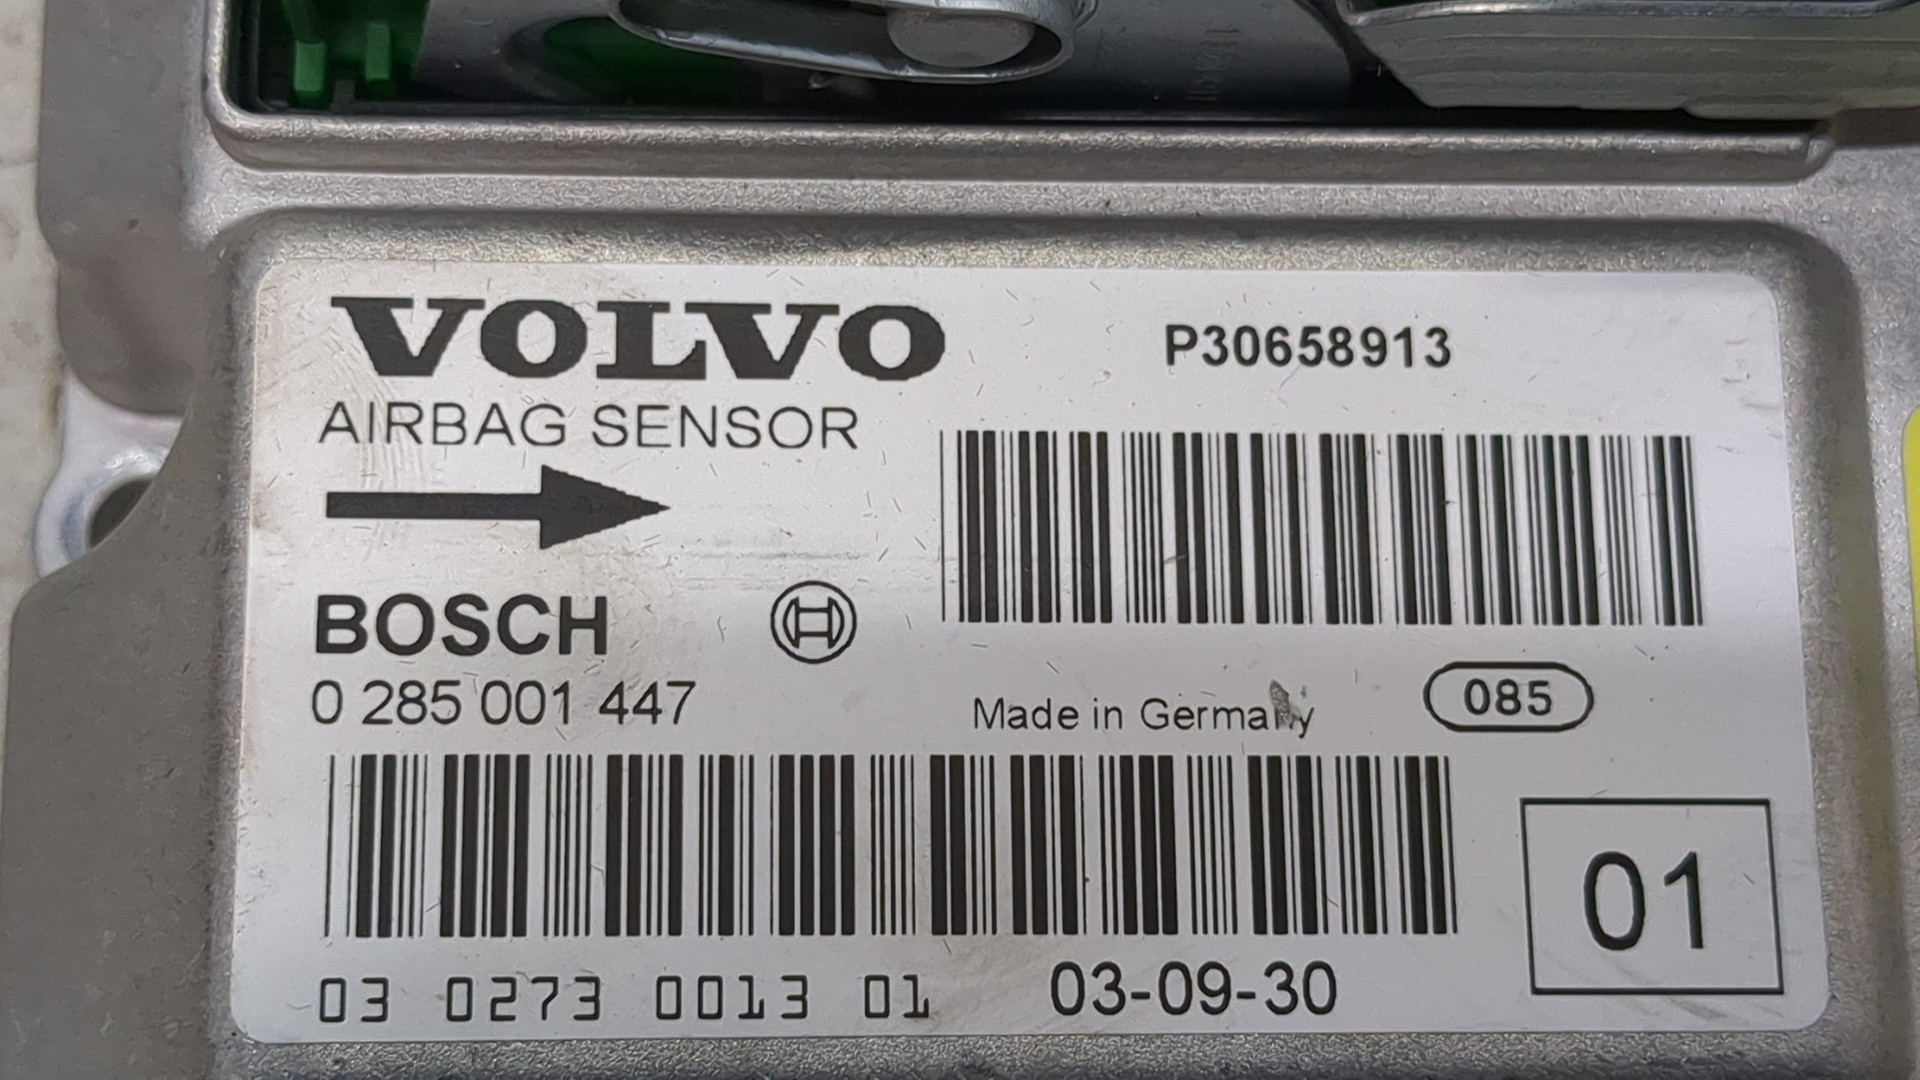 VOLVO
P30658913
AIRBAG SENSOR
BOSCH
0 285 001 447
Made in Germany
085
01
03 0273 0013 01
03-09-30